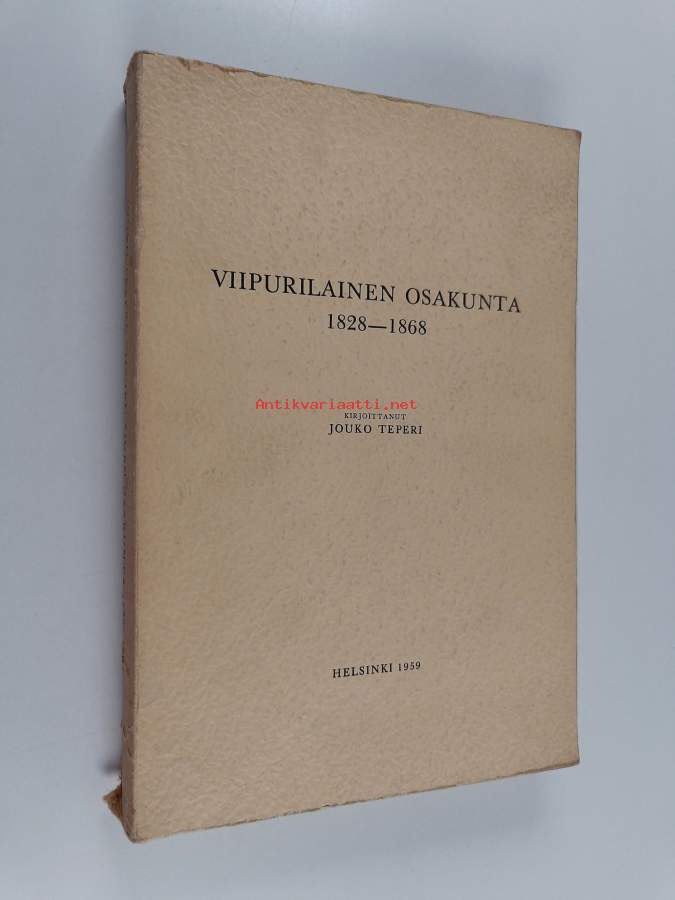 VIIPURILAINEN OSAKUNTA
1828—1868
Antikvariaatti.net
KIRJOITTANUT
JOUKO TEPERI
HELSINKI 1959